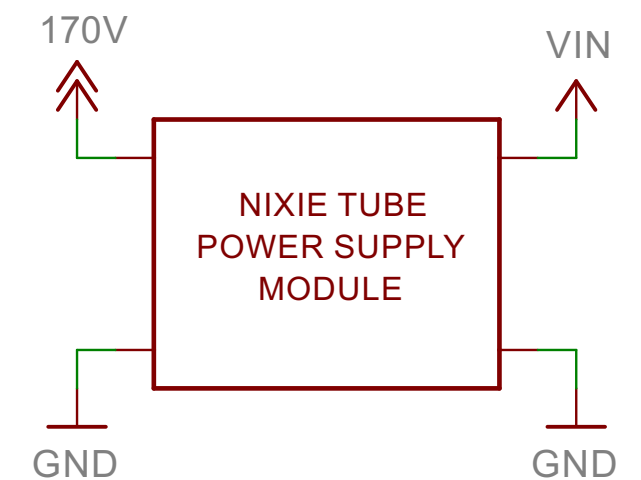 170V
VIN
NIXIE TUBE
POWER SUPPLY
MODULE
GND
GND